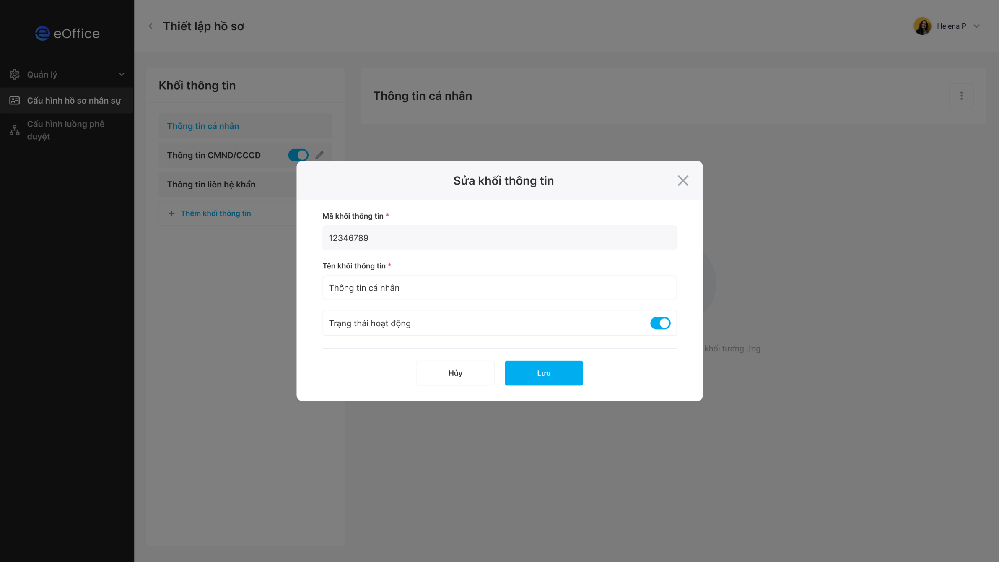 eOffice
Quản lý
Cấu hình hồ sơ nhân sự
Cấu hình luồng phê
duyệt
Thiết lập hồ sơ
Helena P
Khối thông tin
Thông tin cá nhân
Thông tin CMND/CCCD
Thông tin liên hệ khẩn
+ Thêm khối thông tin
Thông tin cá nhân
khối tương ứng
Sửa khối thông tin
Mã khối thông tin *
12346789
Tên khối thông tin *
Thông tin cá nhân
Trạng thái hoạt động
Hủy
Lưu